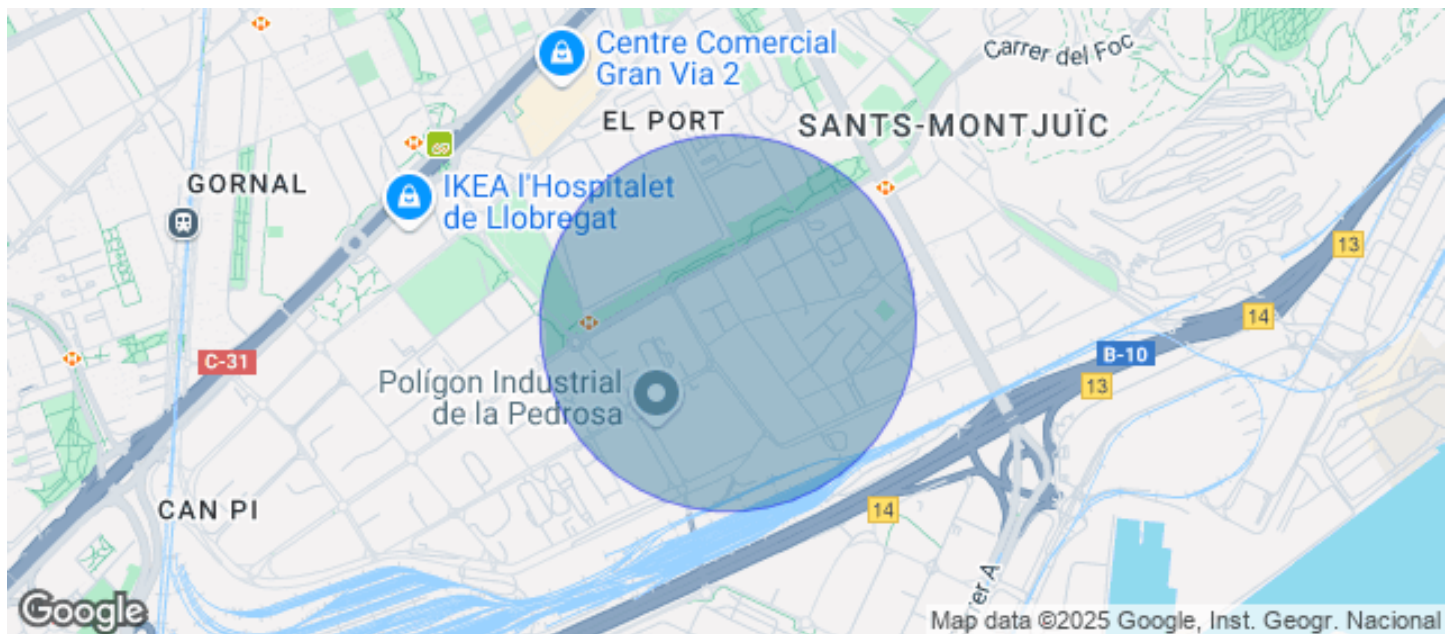 Centre Comercial
Gran Via 2
Carrer del Foc
EL PORT
SANTS-MONTJUÏC
GORNAL
IKEA l'Hospitalet
de Llobregat
13
14
C-31
B-10
13
Polígon Industrial
de la Pedrosa
CAN PI
14
er A
Google
Map data ©2025 Google, Inst. Geogr. Nacional